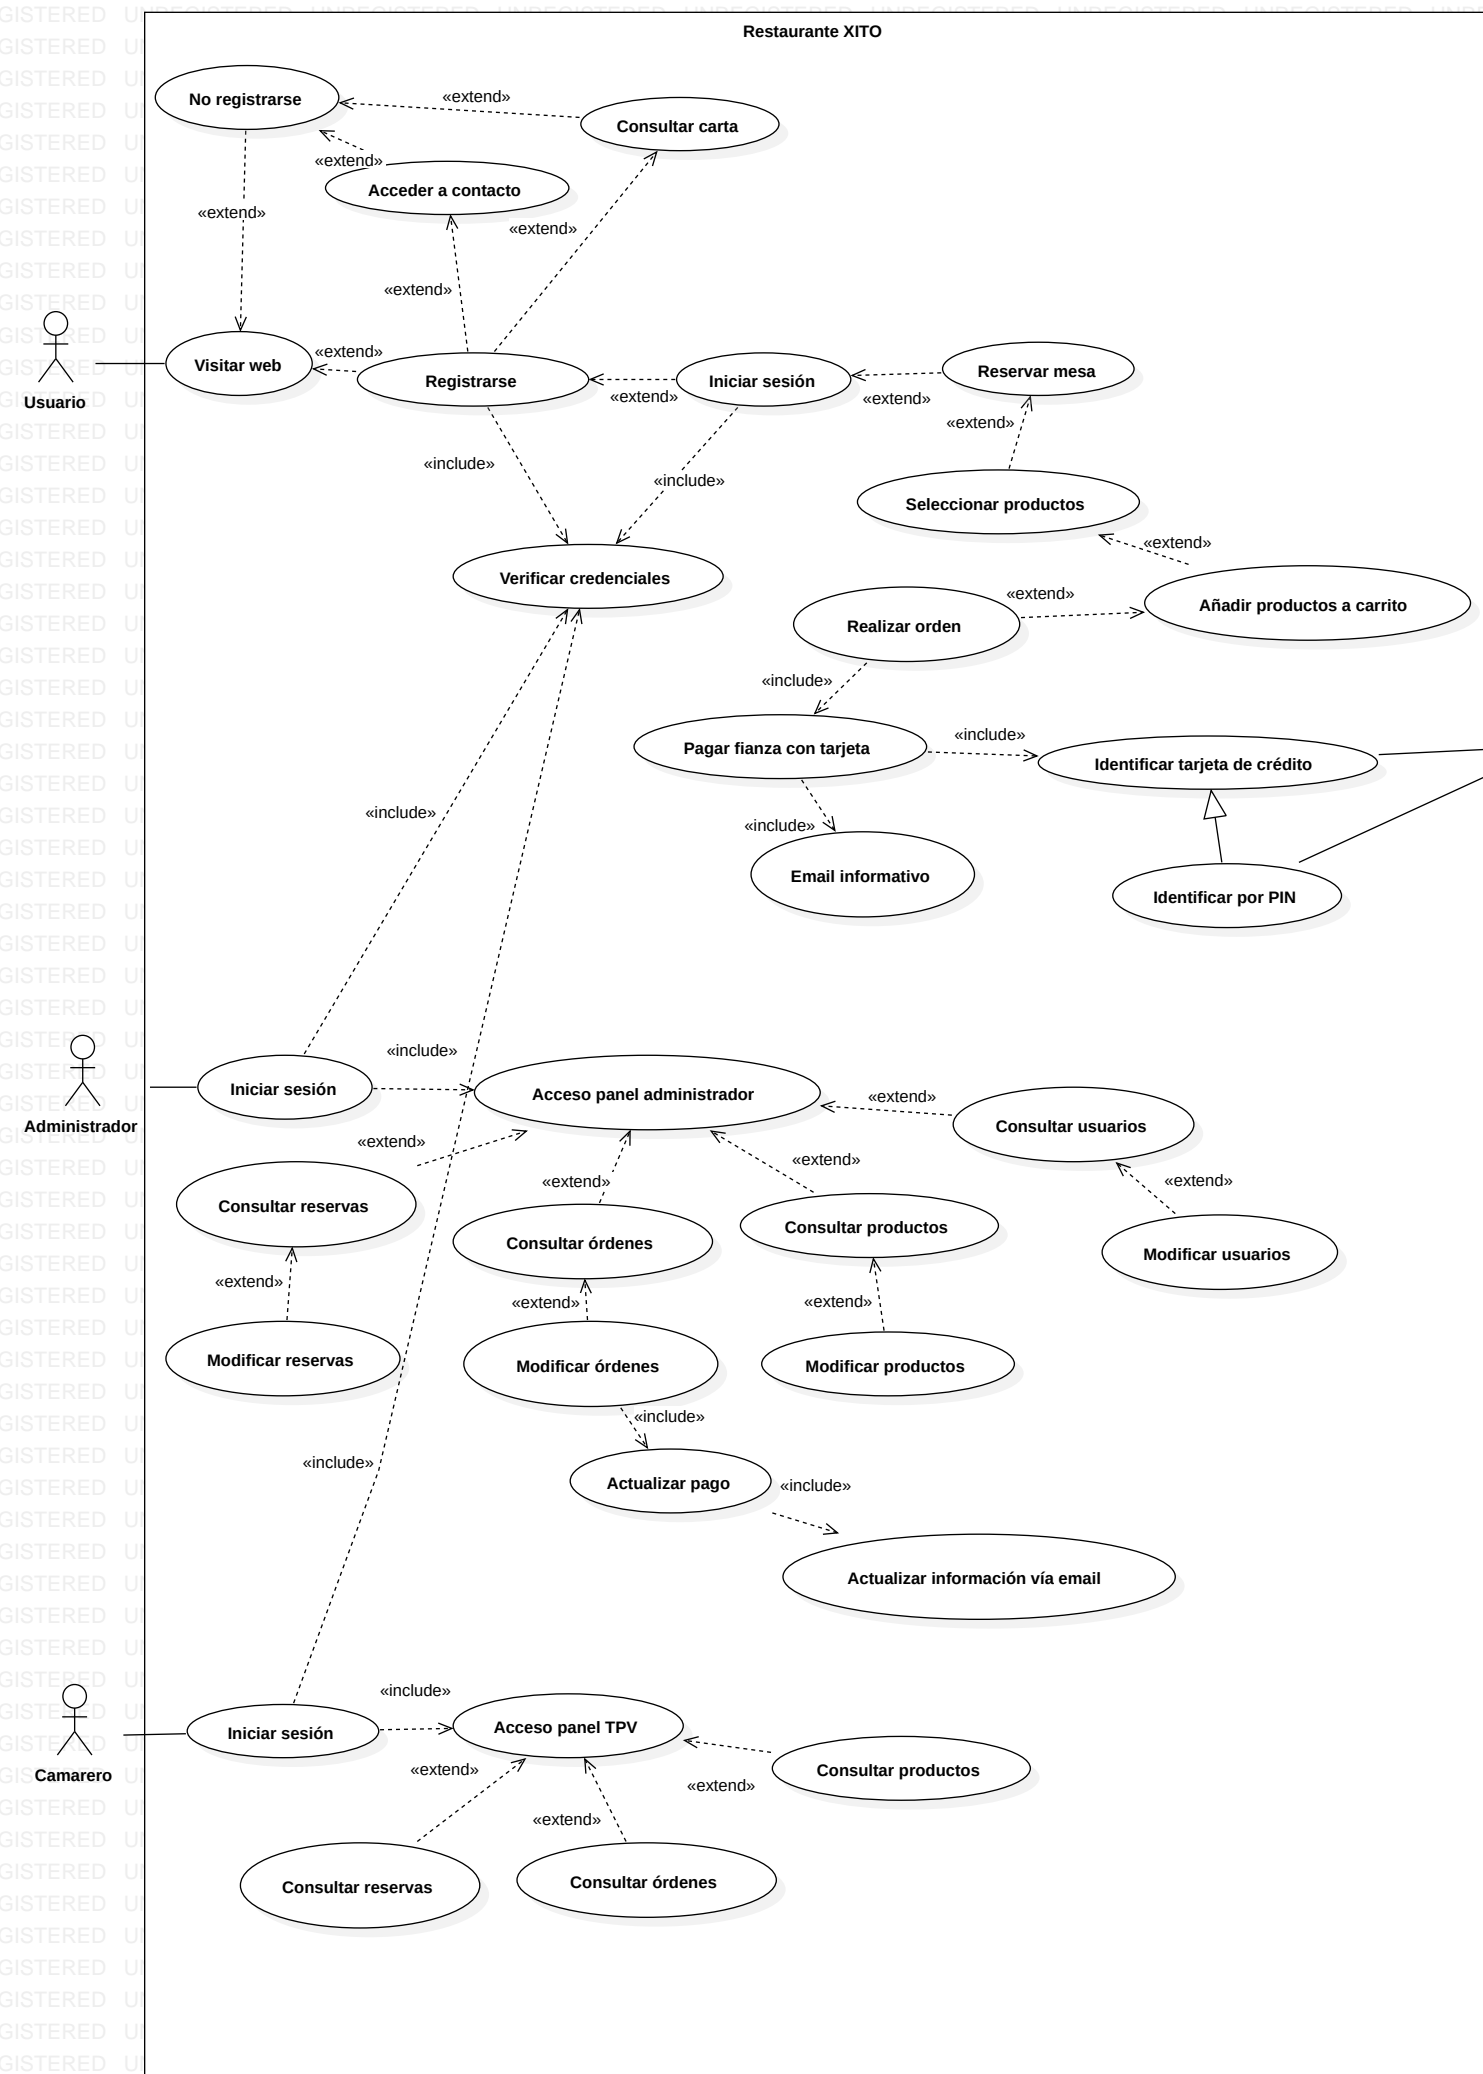 Restaurante XITO
No registrarse
«extend»
Consultar carta
«extend»
Acceder a contacto
«extend»
«extend»
«extend»
Usuario
Visitar web
«extend»
Registrarse
«extend»
Iniciar sesión
«extend»
Reservar mesa
«extend»
«include»
«include»
Seleccionar productos
«extend»
Verificar credenciales
«extend»
Añadir productos a carrito
Realizar orden
«include»
Pagar fianza con tarjeta
«include»
Identificar tarjeta de crédito
«include»
«include»
Email informativo
Identificar por PIN
Administrador
Iniciar sesión
«include»
Acceso panel administrador
«extend»
Consultar usuarios
«extend»
«extend»
«extend»
«extend»
Consultar reservas
Consultar órdenes
Consultar productos
Modificar usuarios
«extend»
«extend»
«extend»
Modificar reservas
Modificar órdenes
Modificar productos
«include»
«include»
Actualizar pago
«include»
Actualizar información vía email
Camarero
Iniciar sesión
«include»
Acceso panel TPV
«extend»
«extend»
«extend»
Consultar productos
Consultar reservas
Consultar órdenes